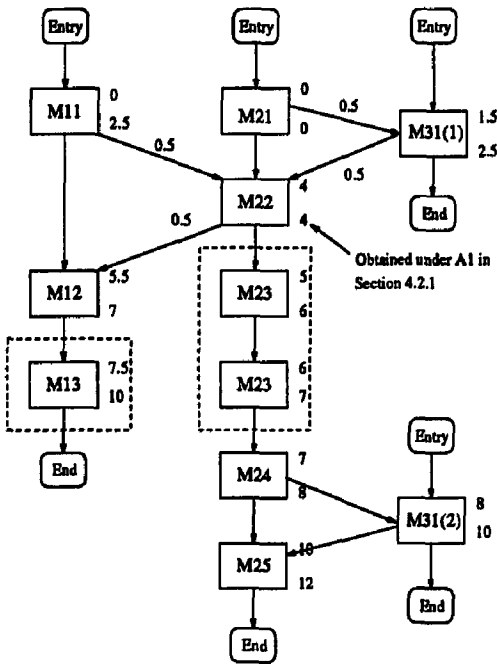 Entry
Entry
Entry
M11
0
2.5
M21
0
0
0.5
M31(1)
1.5
2.5
0.5
0.5
M22
4
4
End
0.5
Obtained under A1 in
Section 4.2.1
M12
5.5
7
M23
5
6
M13
7.5
10
M23
6
7
Entry
End
M24
7
8
M31(2)
8
10
M25
10
12
End
End